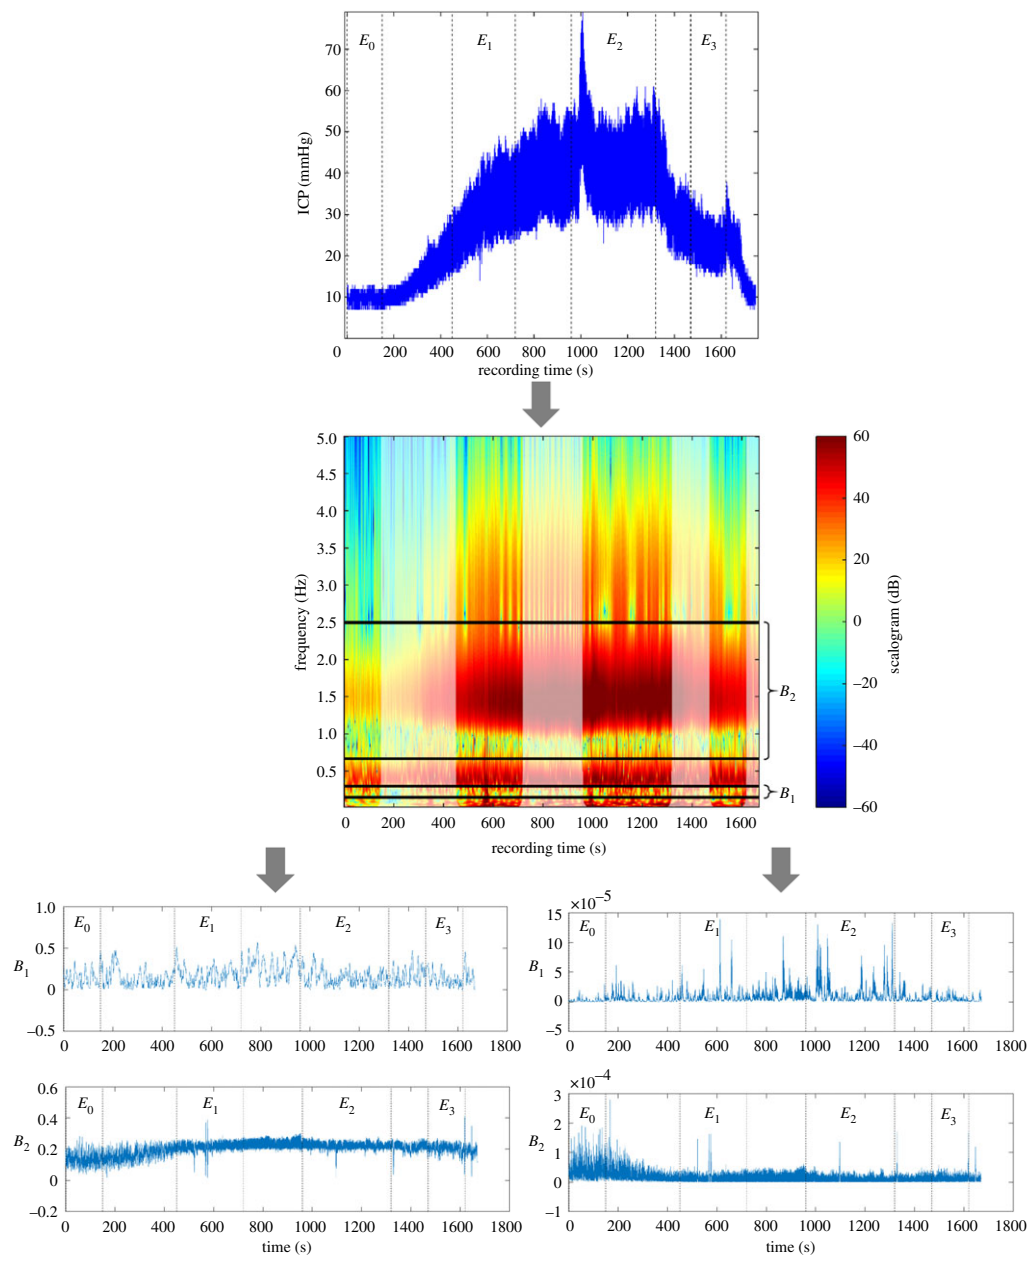 E0 E1 E2 E3
70
60
50
40
30
20
10
ICP (mmHg)
0 200 400 600 800 1000 1200 1400 1600
recording time (s)
5.0
4.5
4.0
3.5
3.0
2.5
2.0
1.5
1.0
0.5
frequency (Hz)
B2
B1
0 200 400 600 800 1000 1200 1400 1600
recording time (s)
60
40
20
0
–20
–40
–60
scalogram (dB)
E0 E1 E2 E3
1.0
0.5
0
–0.5
B1
0 200 400 600 800 1000 1200 1400 1600 1800
×10–5
E0 E1 E2 E3
15
10
5
0
–5
B1
0 200 400 600 800 1000 1200 1400 1600 1800
E0 E1 E2 E3
0.6
0.4
0.2
0
–0.2
B2
0 200 400 600 800 1000 1200 1400 1600 1800
time (s)
×10–4
E0 E1 E2 E3
3
2
1
0
–1
B2
0 200 400 600 800 1000 1200 1400 1600 1800
time (s)